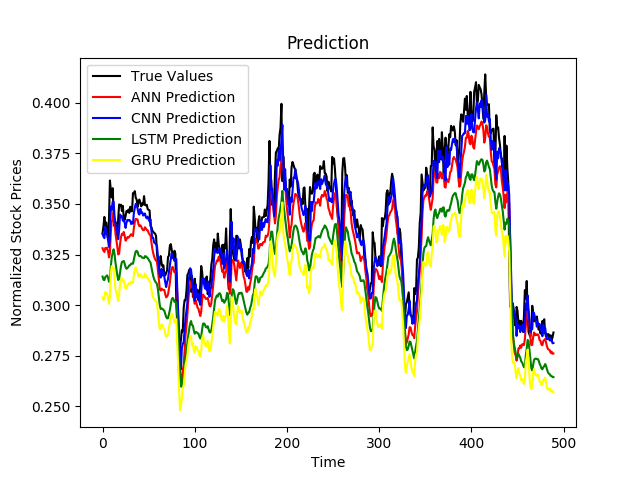 Prediction
True Values
ANN Prediction
CNN Prediction
LSTM Prediction
GRU Prediction
Normalized Stock Prices
0.400
0.375
0.350
0.325
0.300
0.275
0.250
0 100 200 300 400 500
Time